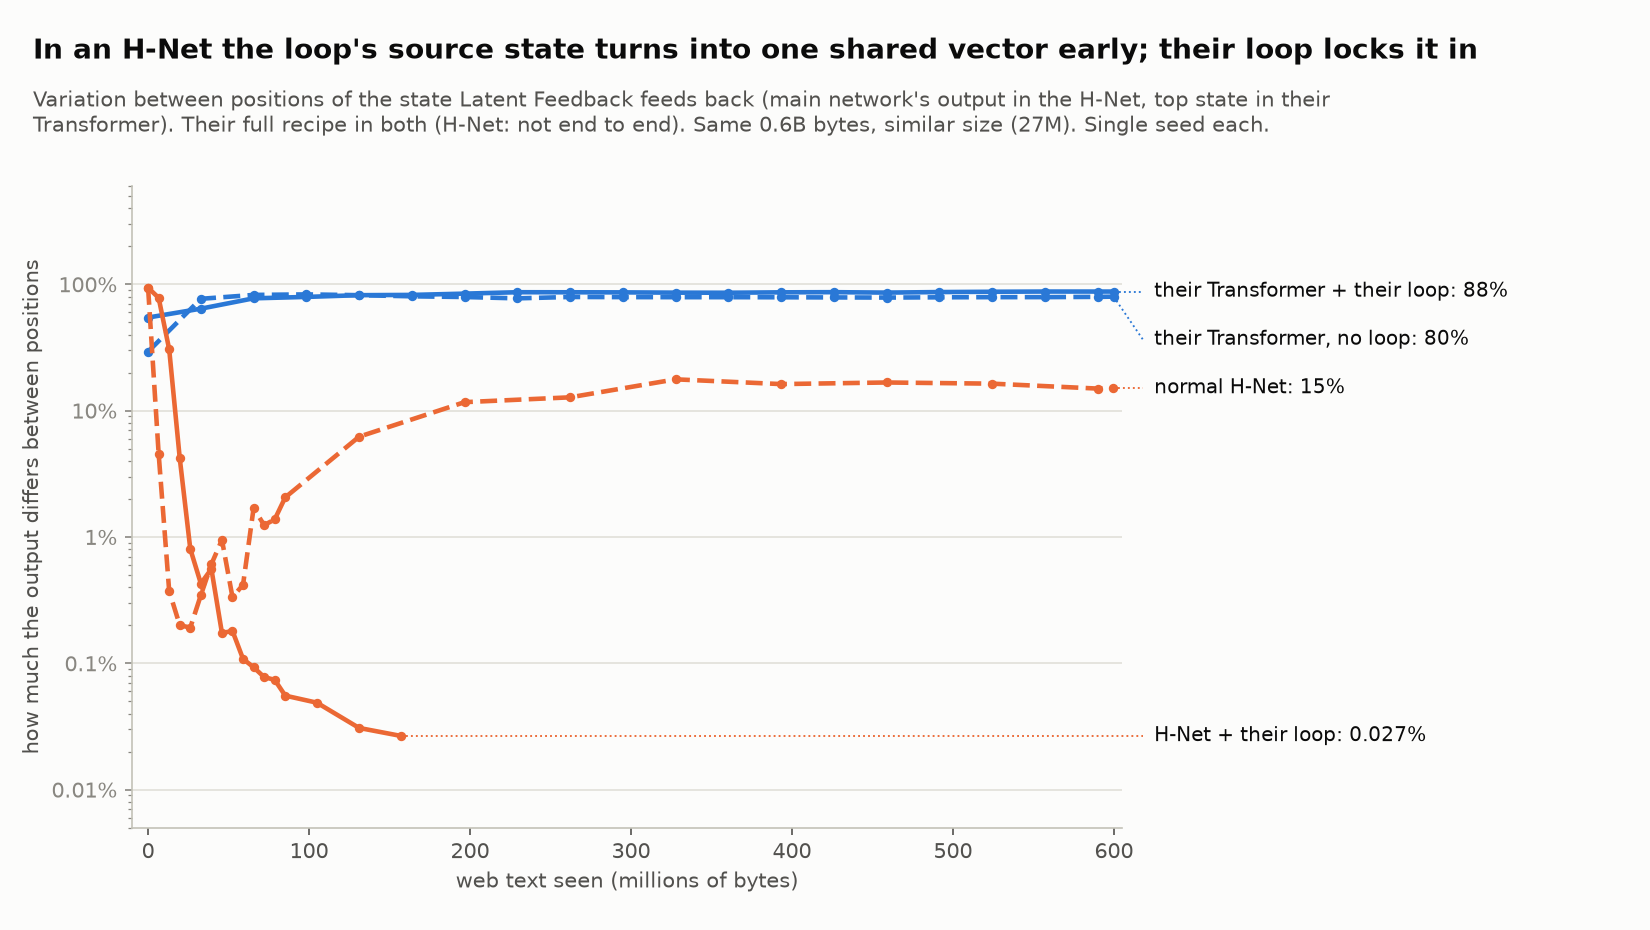 In an H-Net the loop's source state turns into one shared vector early; their loop locks it in
Variation between positions of the state Latent Feedback feeds back (main network's output in the H-Net, top state in their
Transformer). Their full recipe in both (H-Net: not end to end). Same 0.6B bytes, similar size (27M). Single seed each.
how much the output differs between positions
100%
10%
1%
0.1%
0.01%
their Transformer + their loop: 88%
their Transformer, no loop: 80%
normal H-Net: 15%
H-Net + their loop: 0.027%
0 100 200 300 400 500 600
web text seen (millions of bytes)